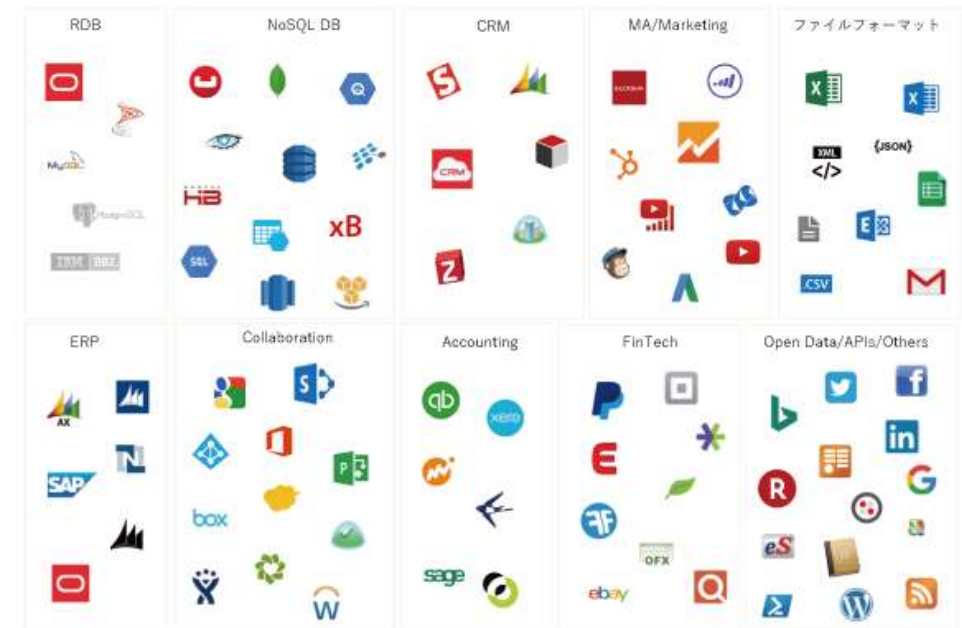 RDB
NoSQL DB
CRM
MA/Marketing
ファイルフォーマット
MySQL
PostgreSQL
IBM DB2
HB
SQL
xB
S
CRM
Z
X
X
XML
</>
{JSON}
E
.CSV
ERP
Collaboration
Accounting
FinTech
Open Data/APIs/Others
AX
N
SAP
S
P
box
W
qb
xero
sage
E
OFX
ebay
f
in
R
G
eS
W